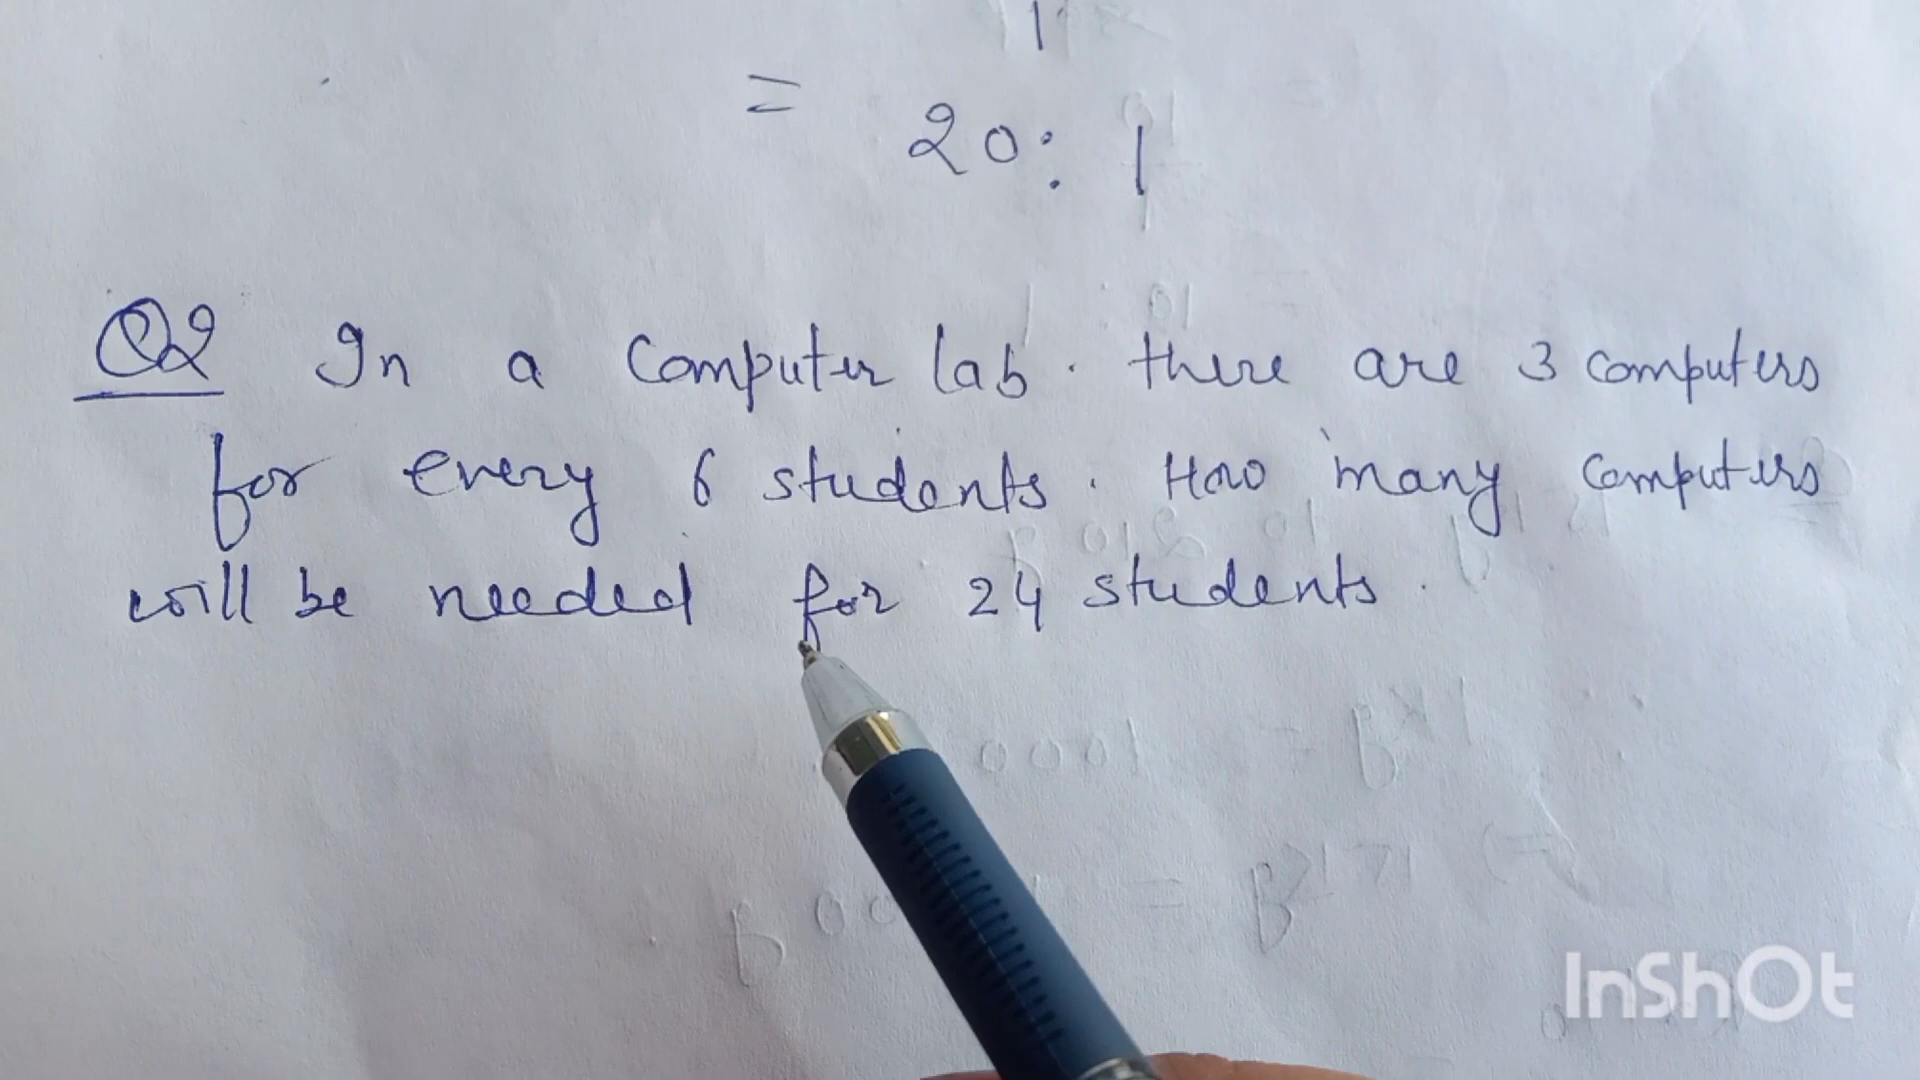 = 20:1
Q2 In a Computer lab. there are 3 computers
for every 6 students. How many computers
will be needed for 24 students.
InShOt